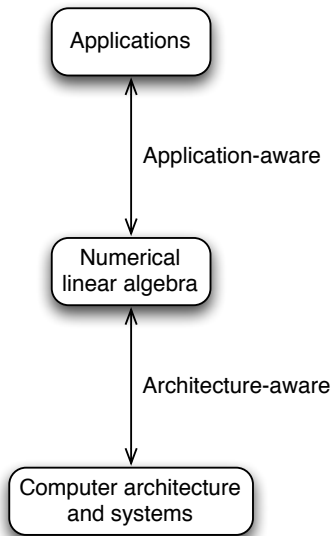 Applications
Application-aware
Numerical
linear algebra
Architecture-aware
Computer architecture
and systems